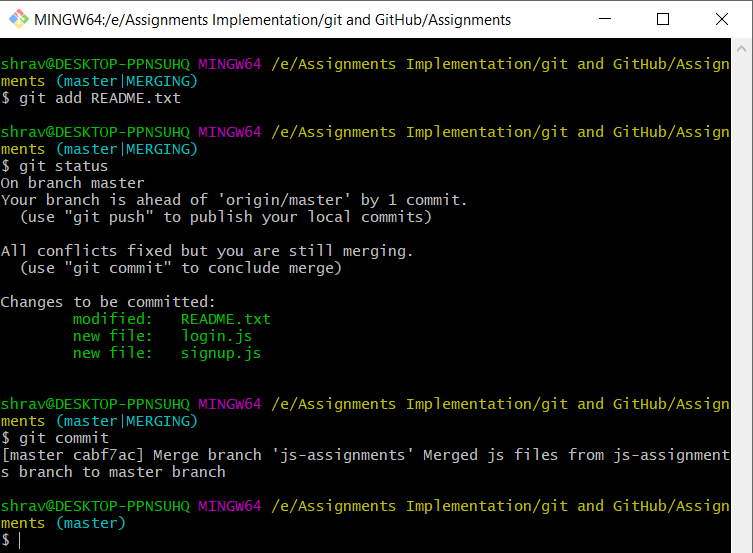 MINGW64:/e/Assignments Implementation/git and GitHub/Assignments
shrav@DESKTOP-PPNSUHQ MINGW64 /e/Assignments Implementation/git and GitHub/Assign
ments (master|MERGING)
$ git add README.txt
shrav@DESKTOP-PPNSUHQ MINGW64 /e/Assignments Implementation/git and GitHub/Assign
ments (master|MERGING)
$ git status
On branch master
Your branch is ahead of 'origin/master' by 1 commit.
  (use "git push" to publish your local commits)
All conflicts fixed but you are still merging.
  (use "git commit" to conclude merge)
Changes to be committed:
        modified:   README.txt
        new file:   login.js
        new file:   signup.js
shrav@DESKTOP-PPNSUHQ MINGW64 /e/Assignments Implementation/git and GitHub/Assign
ments (master|MERGING)
$ git commit
[master cabf7ac] Merge branch 'js-assignments' Merged js files from js-assignment
s branch to master branch
shrav@DESKTOP-PPNSUHQ MINGW64 /e/Assignments Implementation/git and GitHub/Assign
ments (master)
$